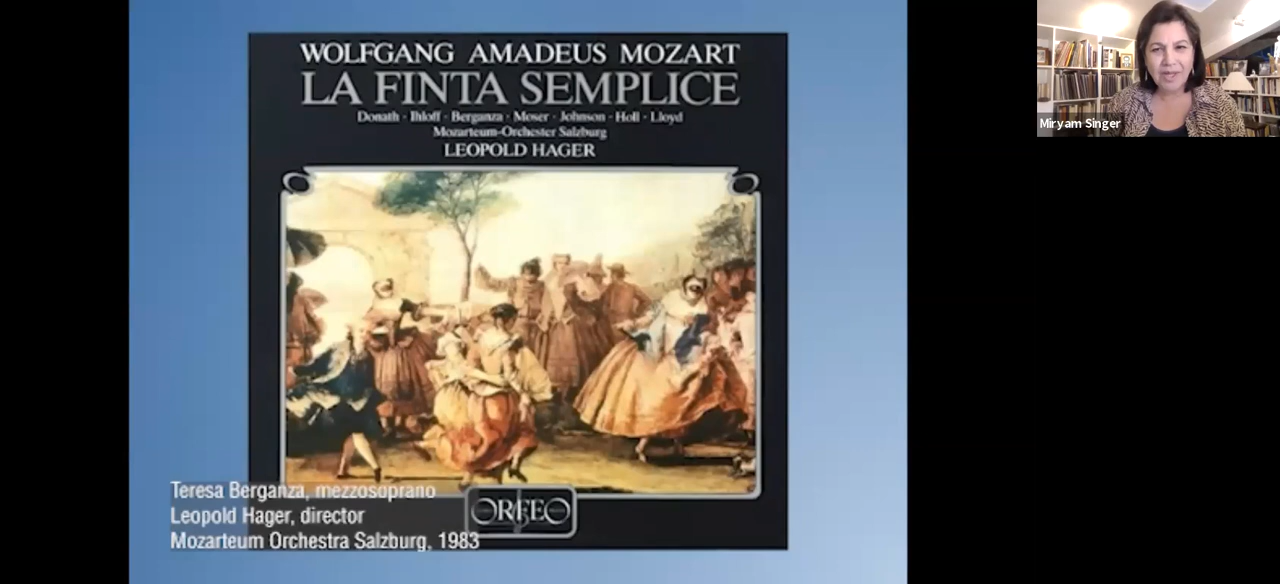 WOLFGANG AMADEUS MOZART
LA FINTA SEMPLICE
Donath · Ihloff · Berganza · Moser · Johnson · Holl · Lloyd
Mozarteum-Orchester Salzburg
LEOPOLD HAGER
Miryam Singer
Teresa Berganza, mezzosoprano
Leopold Hager, director
Mozarteum Orchestra Salzburg, 1983
ORFEO